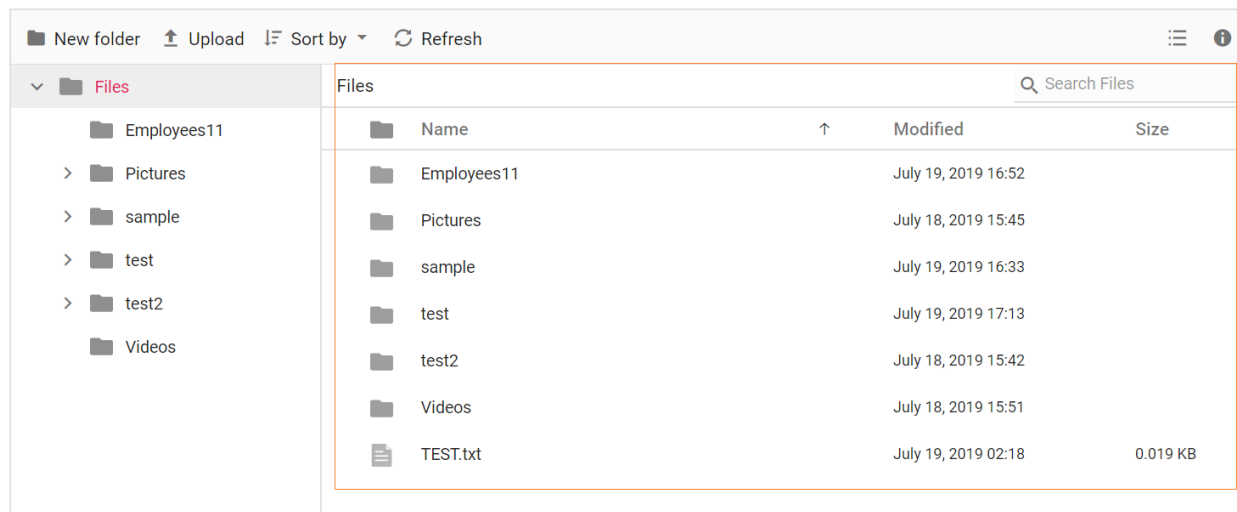 New folder Upload Sort by Refresh
Files
Employees11
Pictures
sample
test
test2
Videos
Files Search Files
Name Modified Size
Employees11 July 19, 2019 16:52
Pictures July 18, 2019 15:45
sample July 19, 2019 16:33
test July 19, 2019 17:13
test2 July 18, 2019 15:42
Videos July 18, 2019 15:51
TEST.txt July 19, 2019 02:18 0.019 KB